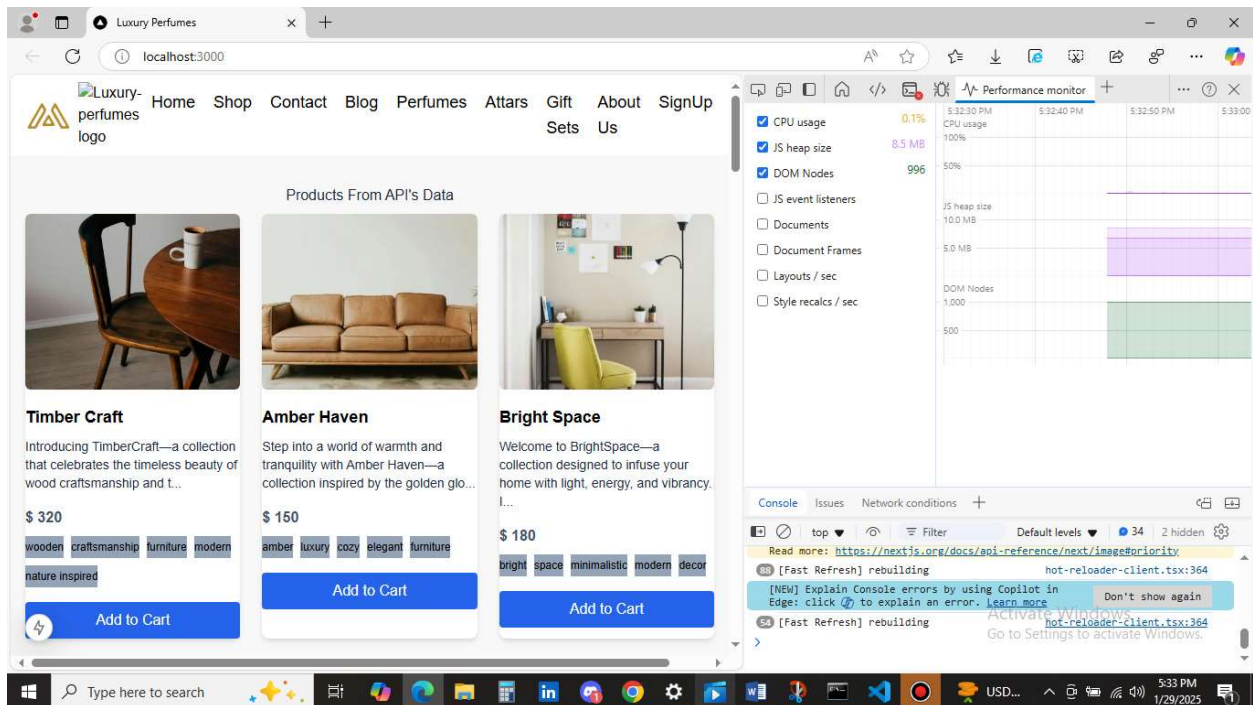 Luxury Perfumes
localhost:3000
Luxury-
perfumes
logo
Home Shop Contact Blog Perfumes Attars Gift Sets About Us SignUp
Products From API's Data
Timber Craft
Introducing TimberCraft—a collection
that celebrates the timeless beauty of
wood craftsmanship and t...
$ 320
wooden craftsmanship furniture modern
nature inspired
Add to Cart
Amber Haven
Step into a world of warmth and
tranquility with Amber Haven—a
collection inspired by the golden glo...
$ 150
amber luxury cozy elegant furniture
Add to Cart
Bright Space
Welcome to BrightSpace—a
collection designed to infuse your
home with light, energy, and vibrancy.
I...
$ 180
bright space minimalistic modern decor
Add to Cart
Performance monitor
CPU usage 0.1%
JS heap size 8.5 MB
DOM Nodes 996
JS event listeners
Documents
Document Frames
Layouts / sec
Style recalcs / sec
5:32:30 PM 5:32:40 PM 5:32:50 PM 5:33:00
CPU usage
100%
50%
JS heap size
10.0 MB
5.0 MB
DOM Nodes
1,000
500
Console Issues Network conditions
top Filter Default levels 34 2 hidden
Read more: https://nextjs.org/docs/api-reference/next/image#priority
88 [Fast Refresh] rebuilding hot-reloader-client.tsx:364
[NEW] Explain Console errors by using Copilot in
Edge: click to explain an error. Learn more
Don't show again
54 [Fast Refresh] rebuilding hot-reloader-client.tsx:364
Activate Windows
Go to Settings to activate Windows.
Type here to search
USD...
5:33 PM
1/29/2025